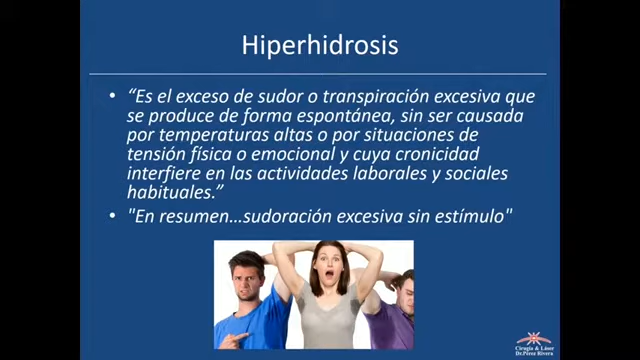 Hiperhidrosis
• “Es el exceso de sudor o transpiración excesiva que
se produce de forma espontánea, sin ser causada
por temperaturas altas o por situaciones de
tensión física o emocional y cuya cronicidad
interfiere en las actividades laborales y sociales
habituales.”
• "En resumen…sudoración excesiva sin estímulo"
Cirugía & Láser
Dr.Pérez Rivera